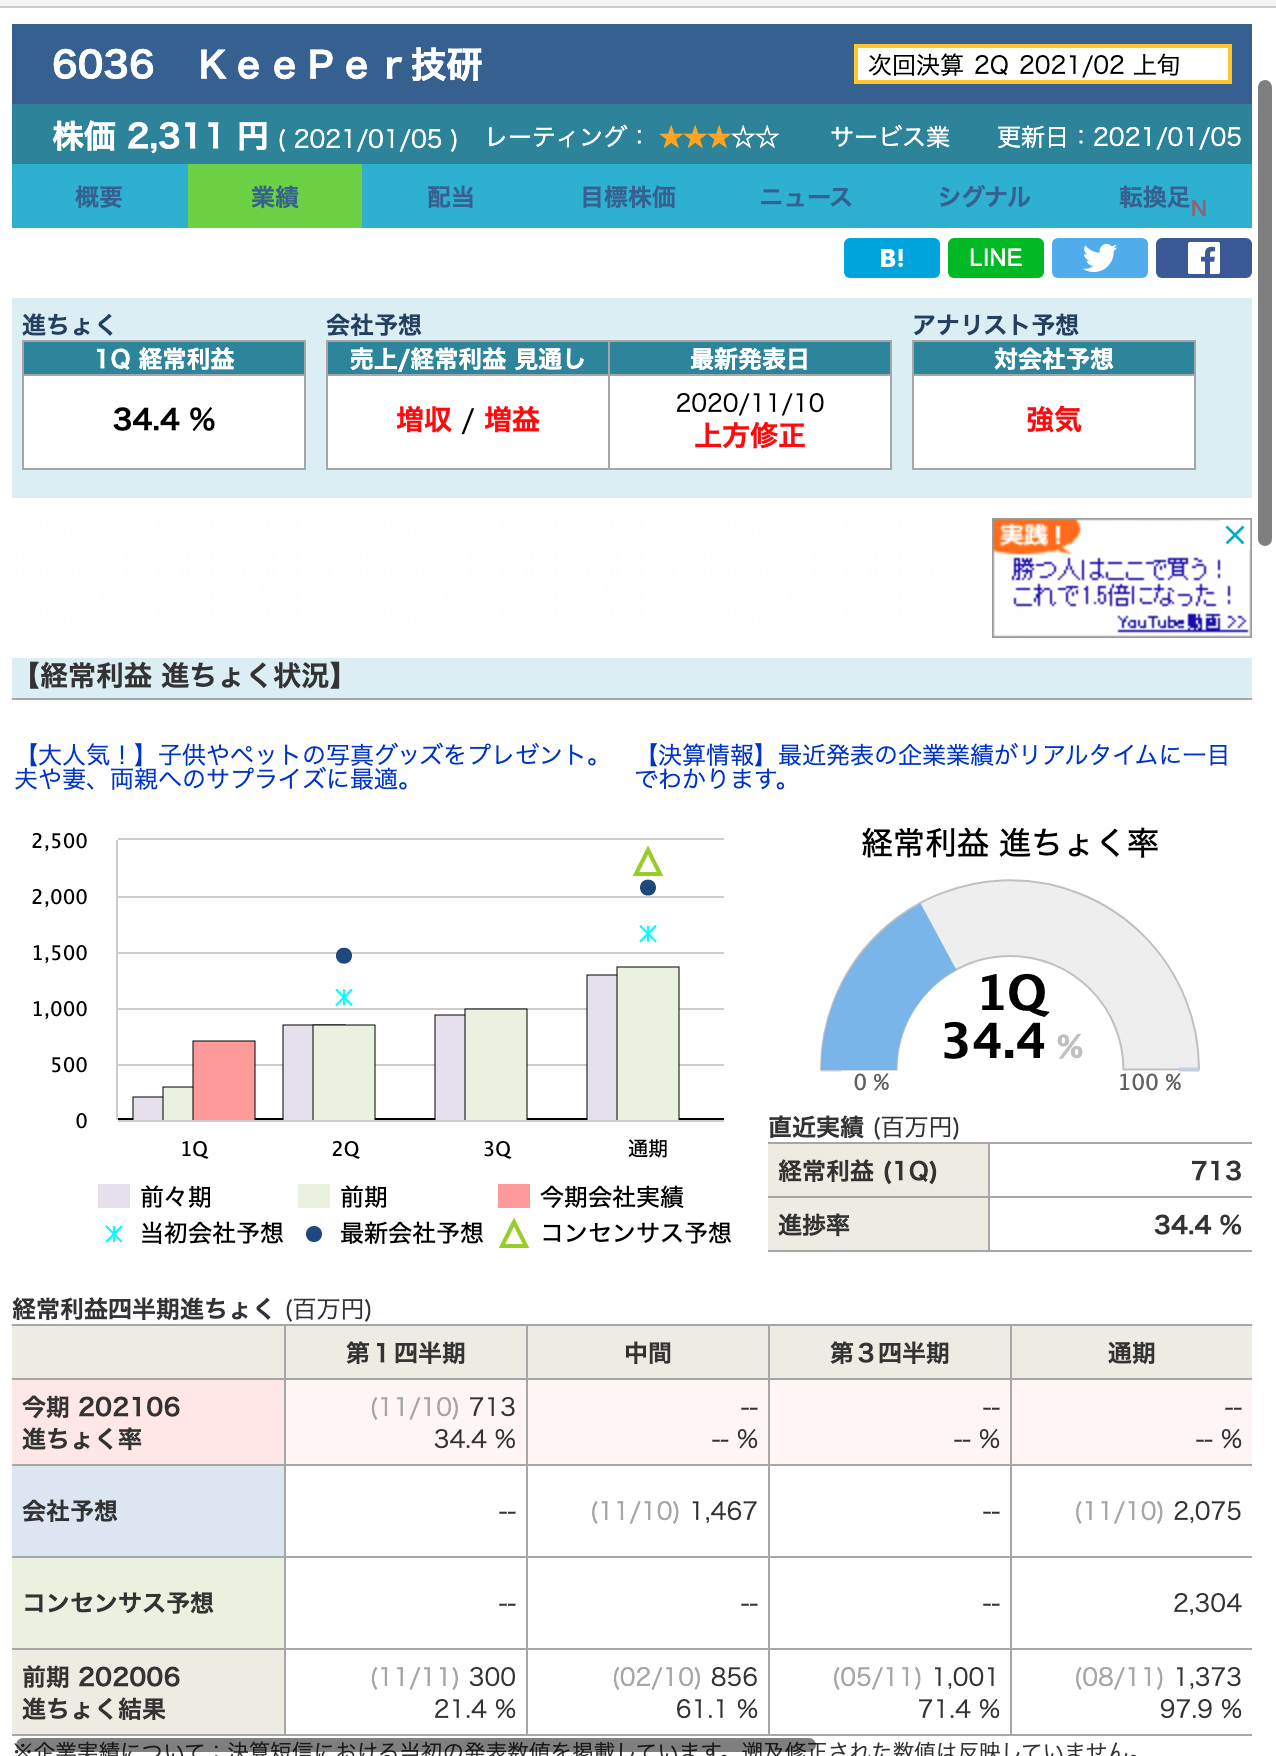 6036 KeePer技研
次回決算 2Q 2021/02 上旬
株価 2,311 円 ( 2021/01/05 ) レーティング： ★★★☆☆ サービス業 更新日：2021/01/05
概要 業績 配当 目標株価 ニュース シグナル 転換足N
B! LINE
進ちょく 会社予想 アナリスト予想
1Q 経常利益 売上/経常利益 見通し 最新発表日 対会社予想
34.4 % 増収 / 増益 2020/11/10 強気
上方修正
実践！
勝つ人はここで買う！
これで1.5倍になった！
YouTube動画 >>
【経常利益 進ちょく状況】
【大人気！】子供やペットの写真グッズをプレゼント。
夫や妻、両親へのサプライズに最適。
【決算情報】最近発表の企業業績がリアルタイムに一目
でわかります。
2,500
2,000
1,500
1,000
500
0
1Q 2Q 3Q 通期
前々期 前期 今期会社実績
当初会社予想 最新会社予想 コンセンサス予想
経常利益 進ちょく率
1Q
34.4 %
0 % 100 %
直近実績 (百万円)
経常利益 (1Q) 713
進捗率 34.4 %
経常利益四半期進ちょく (百万円)
第１四半期 中間 第３四半期 通期
今期 202106 (11/10) 713 -- -- --
進ちょく率 34.4 % -- % -- % -- %
会社予想 -- (11/10) 1,467 -- (11/10) 2,075
コンセンサス予想 -- -- -- 2,304
前期 202006 (11/11) 300 (02/10) 856 (05/11) 1,001 (08/11) 1,373
進ちょく結果 21.4 % 61.1 % 71.4 % 97.9 %
※企業実績について：決算短信における当初の発表数値を掲載しています。遡及修正された数値は反映していません。